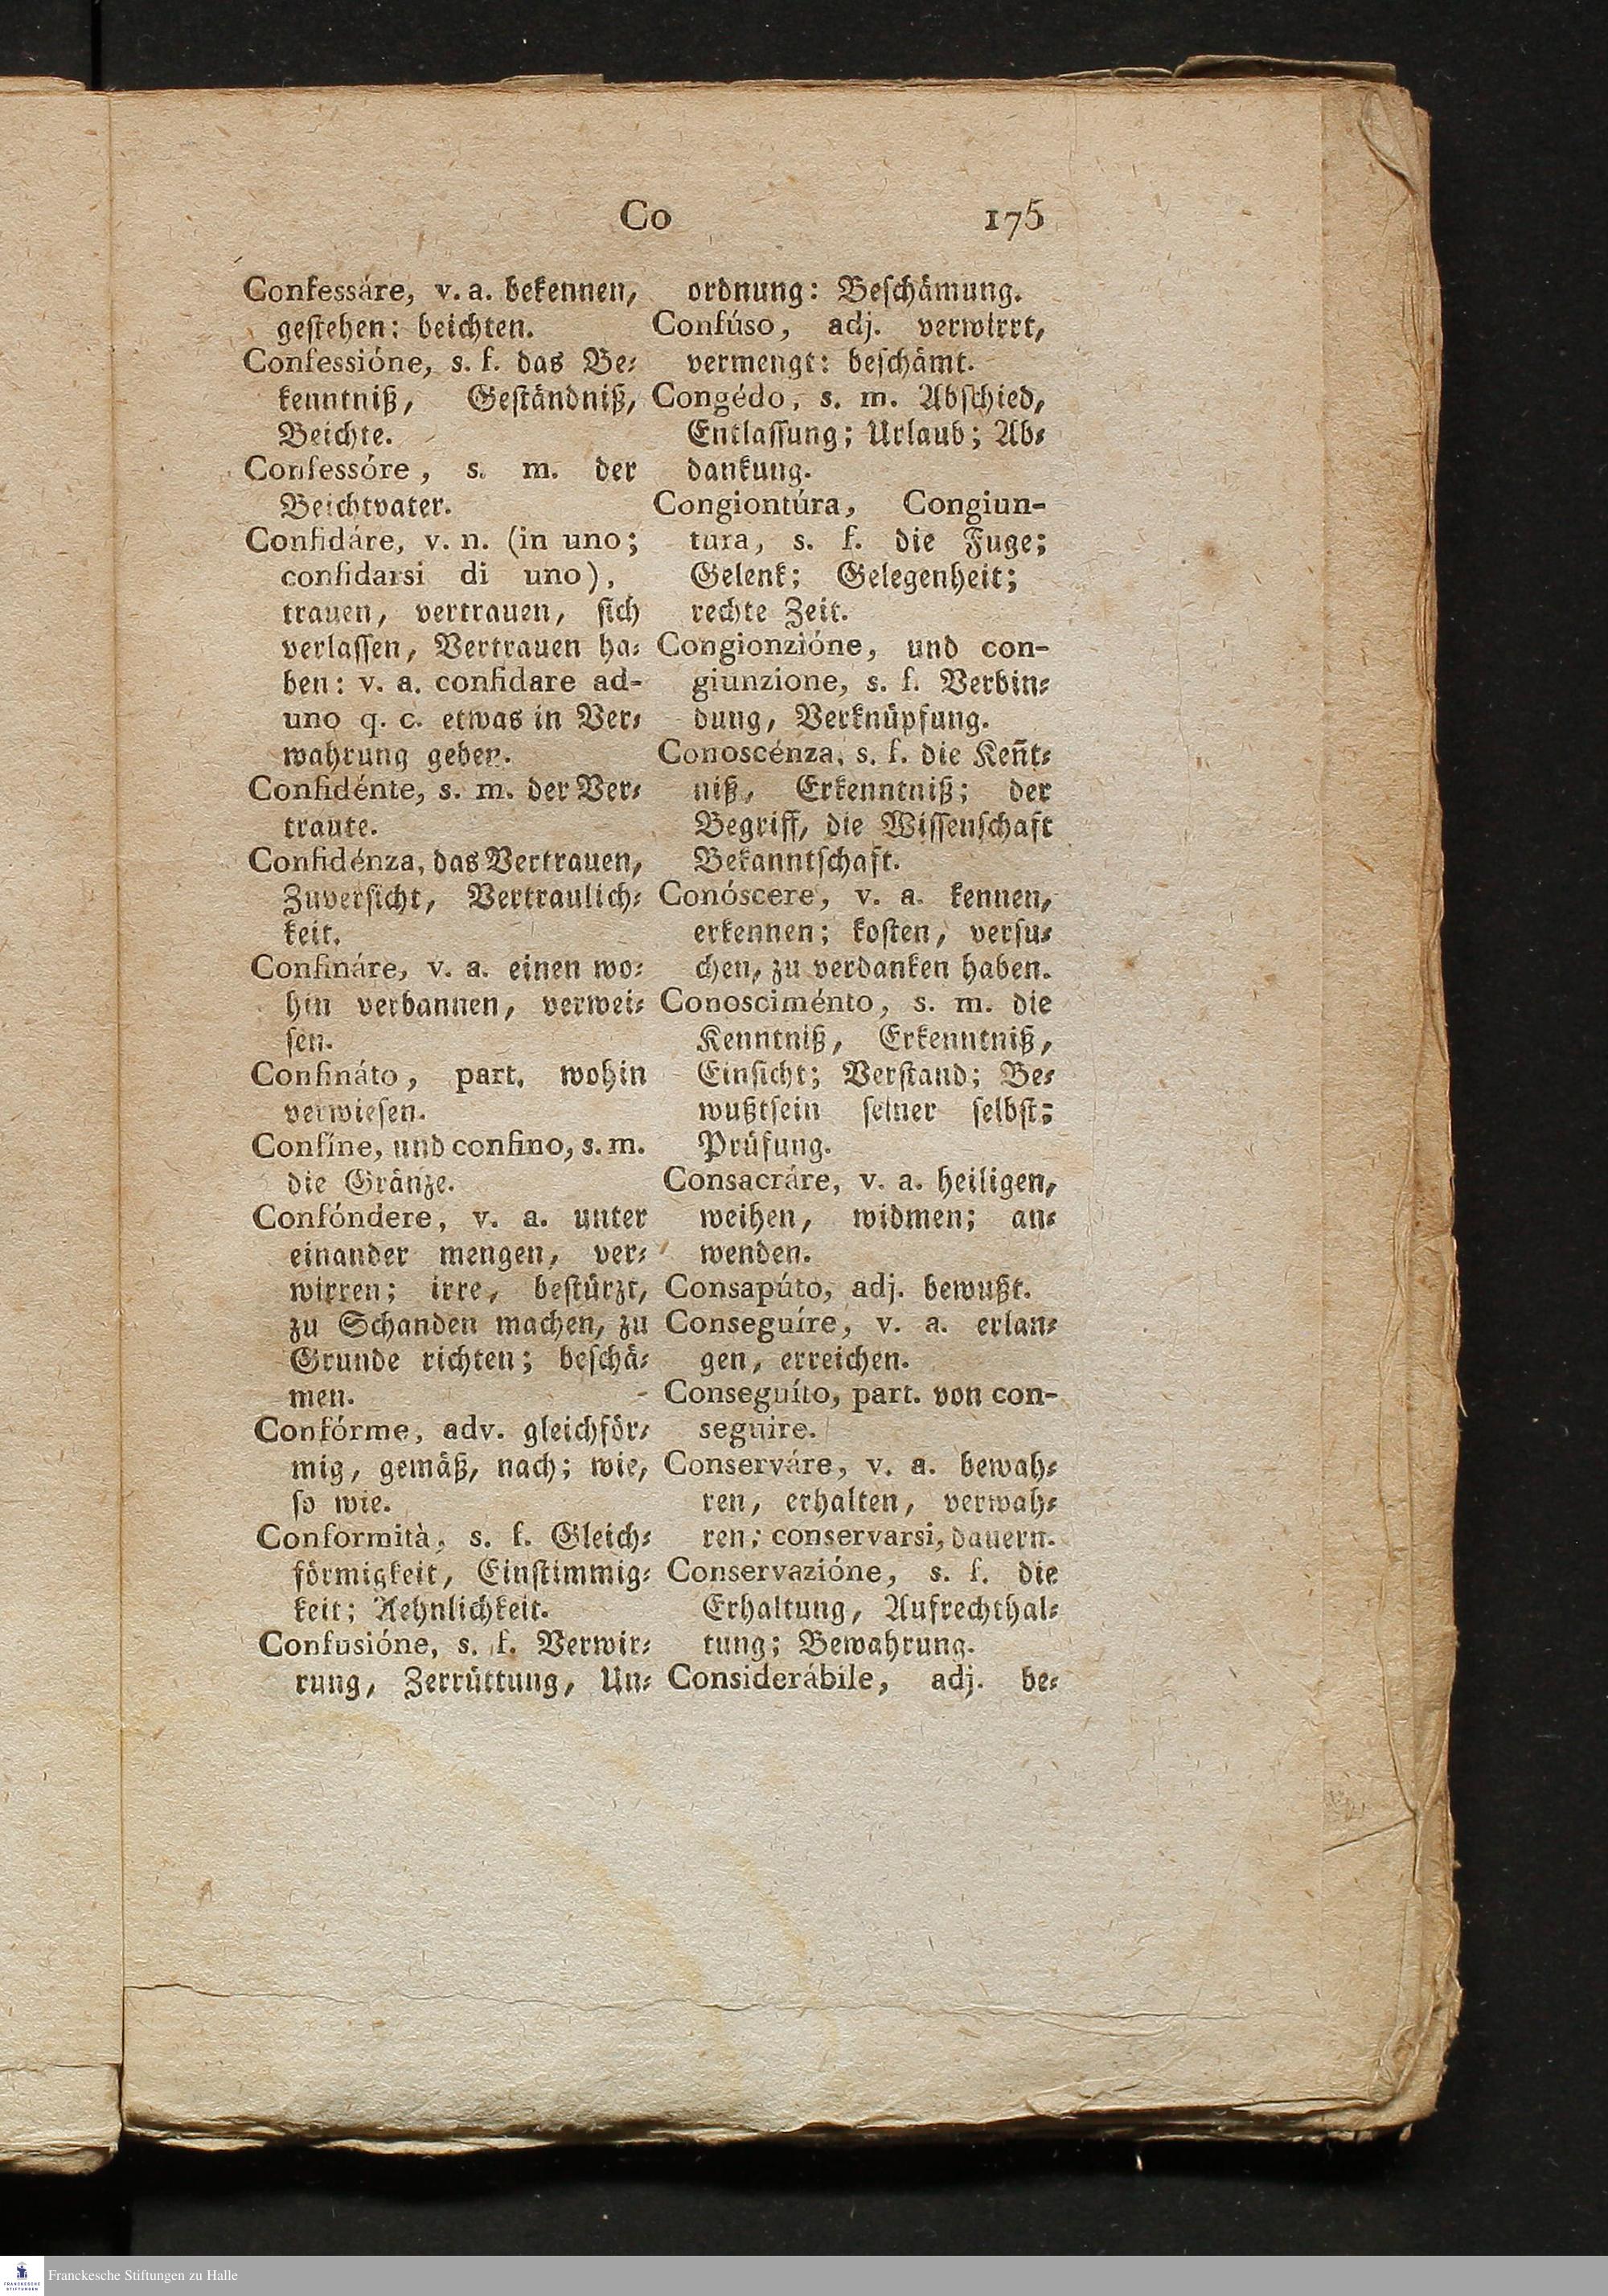 Co 175
Confessáre, v. a. bekennen,
gestehen; beichten.
Confessióne, s. f. das Be-
kenntniß, Geständniß,
Beichte.
Confessóre, s. m. der
Beichtvater.
Confidáre, v. n. (in uno;
confidarsi di uno),
trauen, vertrauen, sich
verlassen, Vertrauen ha-
ben: v. a. confidare ad-
uno q. c. etwas in Ver-
wahrung geben.
Confidénte, s. m. der Ver-
traute.
Confidénza, das Vertrauen,
Zuversicht, Vertraulich-
keit.
Confináre, v. a. einen wo-
hin verbannen, verwei-
sen.
Confináto, part. wohin
verwiesen.
Confíne, und confino, s. m.
die Gränze.
Confóndere, v. a. unter
einander mengen, ver-
wirren; irre, bestürzt,
zu Schanden machen, zu
Grunde richten; beschä-
men.
Confórme, adv. gleichför-
mig, gemäß, nach; wie,
so wie.
Conformità, s. f. Gleich-
förmigkeit, Einstimmig-
keit; Aehnlichkeit.
Confusióne, s. f. Verwir-
rung, Zerrüttung, Un-
ordnung: Beschämung.
Confúso, adj. verwirrt,
vermengt: beschämt.
Congédo, s. m. Abschied,
Entlassung; Urlaub; Ab-
dankung.
Congiontúra, Congiun-
tura, s. f. die Fuge;
Gelenk; Gelegenheit;
rechte Zeit.
Congionzióne, und con-
giunzione, s. f. Verbin-
dung, Verknüpfung.
Conoscénza, s. f. die Keñt-
niß, Erkenntniß; der
Begriff, die Wissenschaft
Bekanntschaft.
Conóscere, v. a. kennen,
erkennen; kosten, versu-
chen, zu verdanken haben.
Conosciménto, s. m. die
Kenntniß, Erkenntniß,
Einsicht; Verstand; Be-
wußtsein seiner selbst;
Prüfung.
Consacráre, v. a. heiligen,
weihen, widmen; an-
wenden.
Consapúto, adj. bewußt.
Conseguíre, v. a. erlan-
gen, erreichen.
Conseguíto, part. von con-
seguire.
Conserváre, v. a. bewah-
ren, erhalten, verwah-
ren; conservarsi, dauern.
Conservazióne, s. f. die
Erhaltung, Aufrechthal-
tung; Bewahrung.
Considerábile, adj. be-
FRANCKESCHE
STIFTUNGEN
Franckesche Stiftungen zu Halle